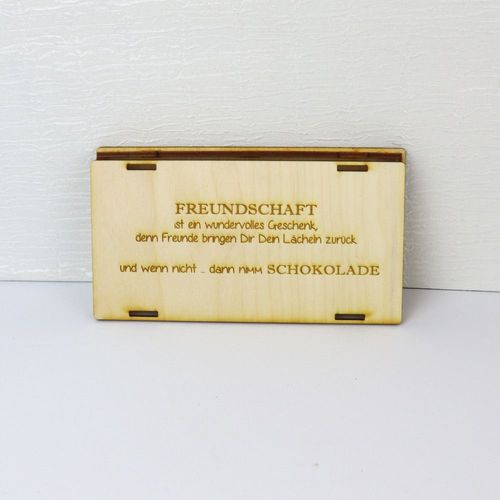 FREUNDSCHAFT
ist ein wundervolles Geschenk,
denn Freunde bringen Dir Dein Lächeln zurück
und wenn nicht .. dann nimm SCHOKOLADE